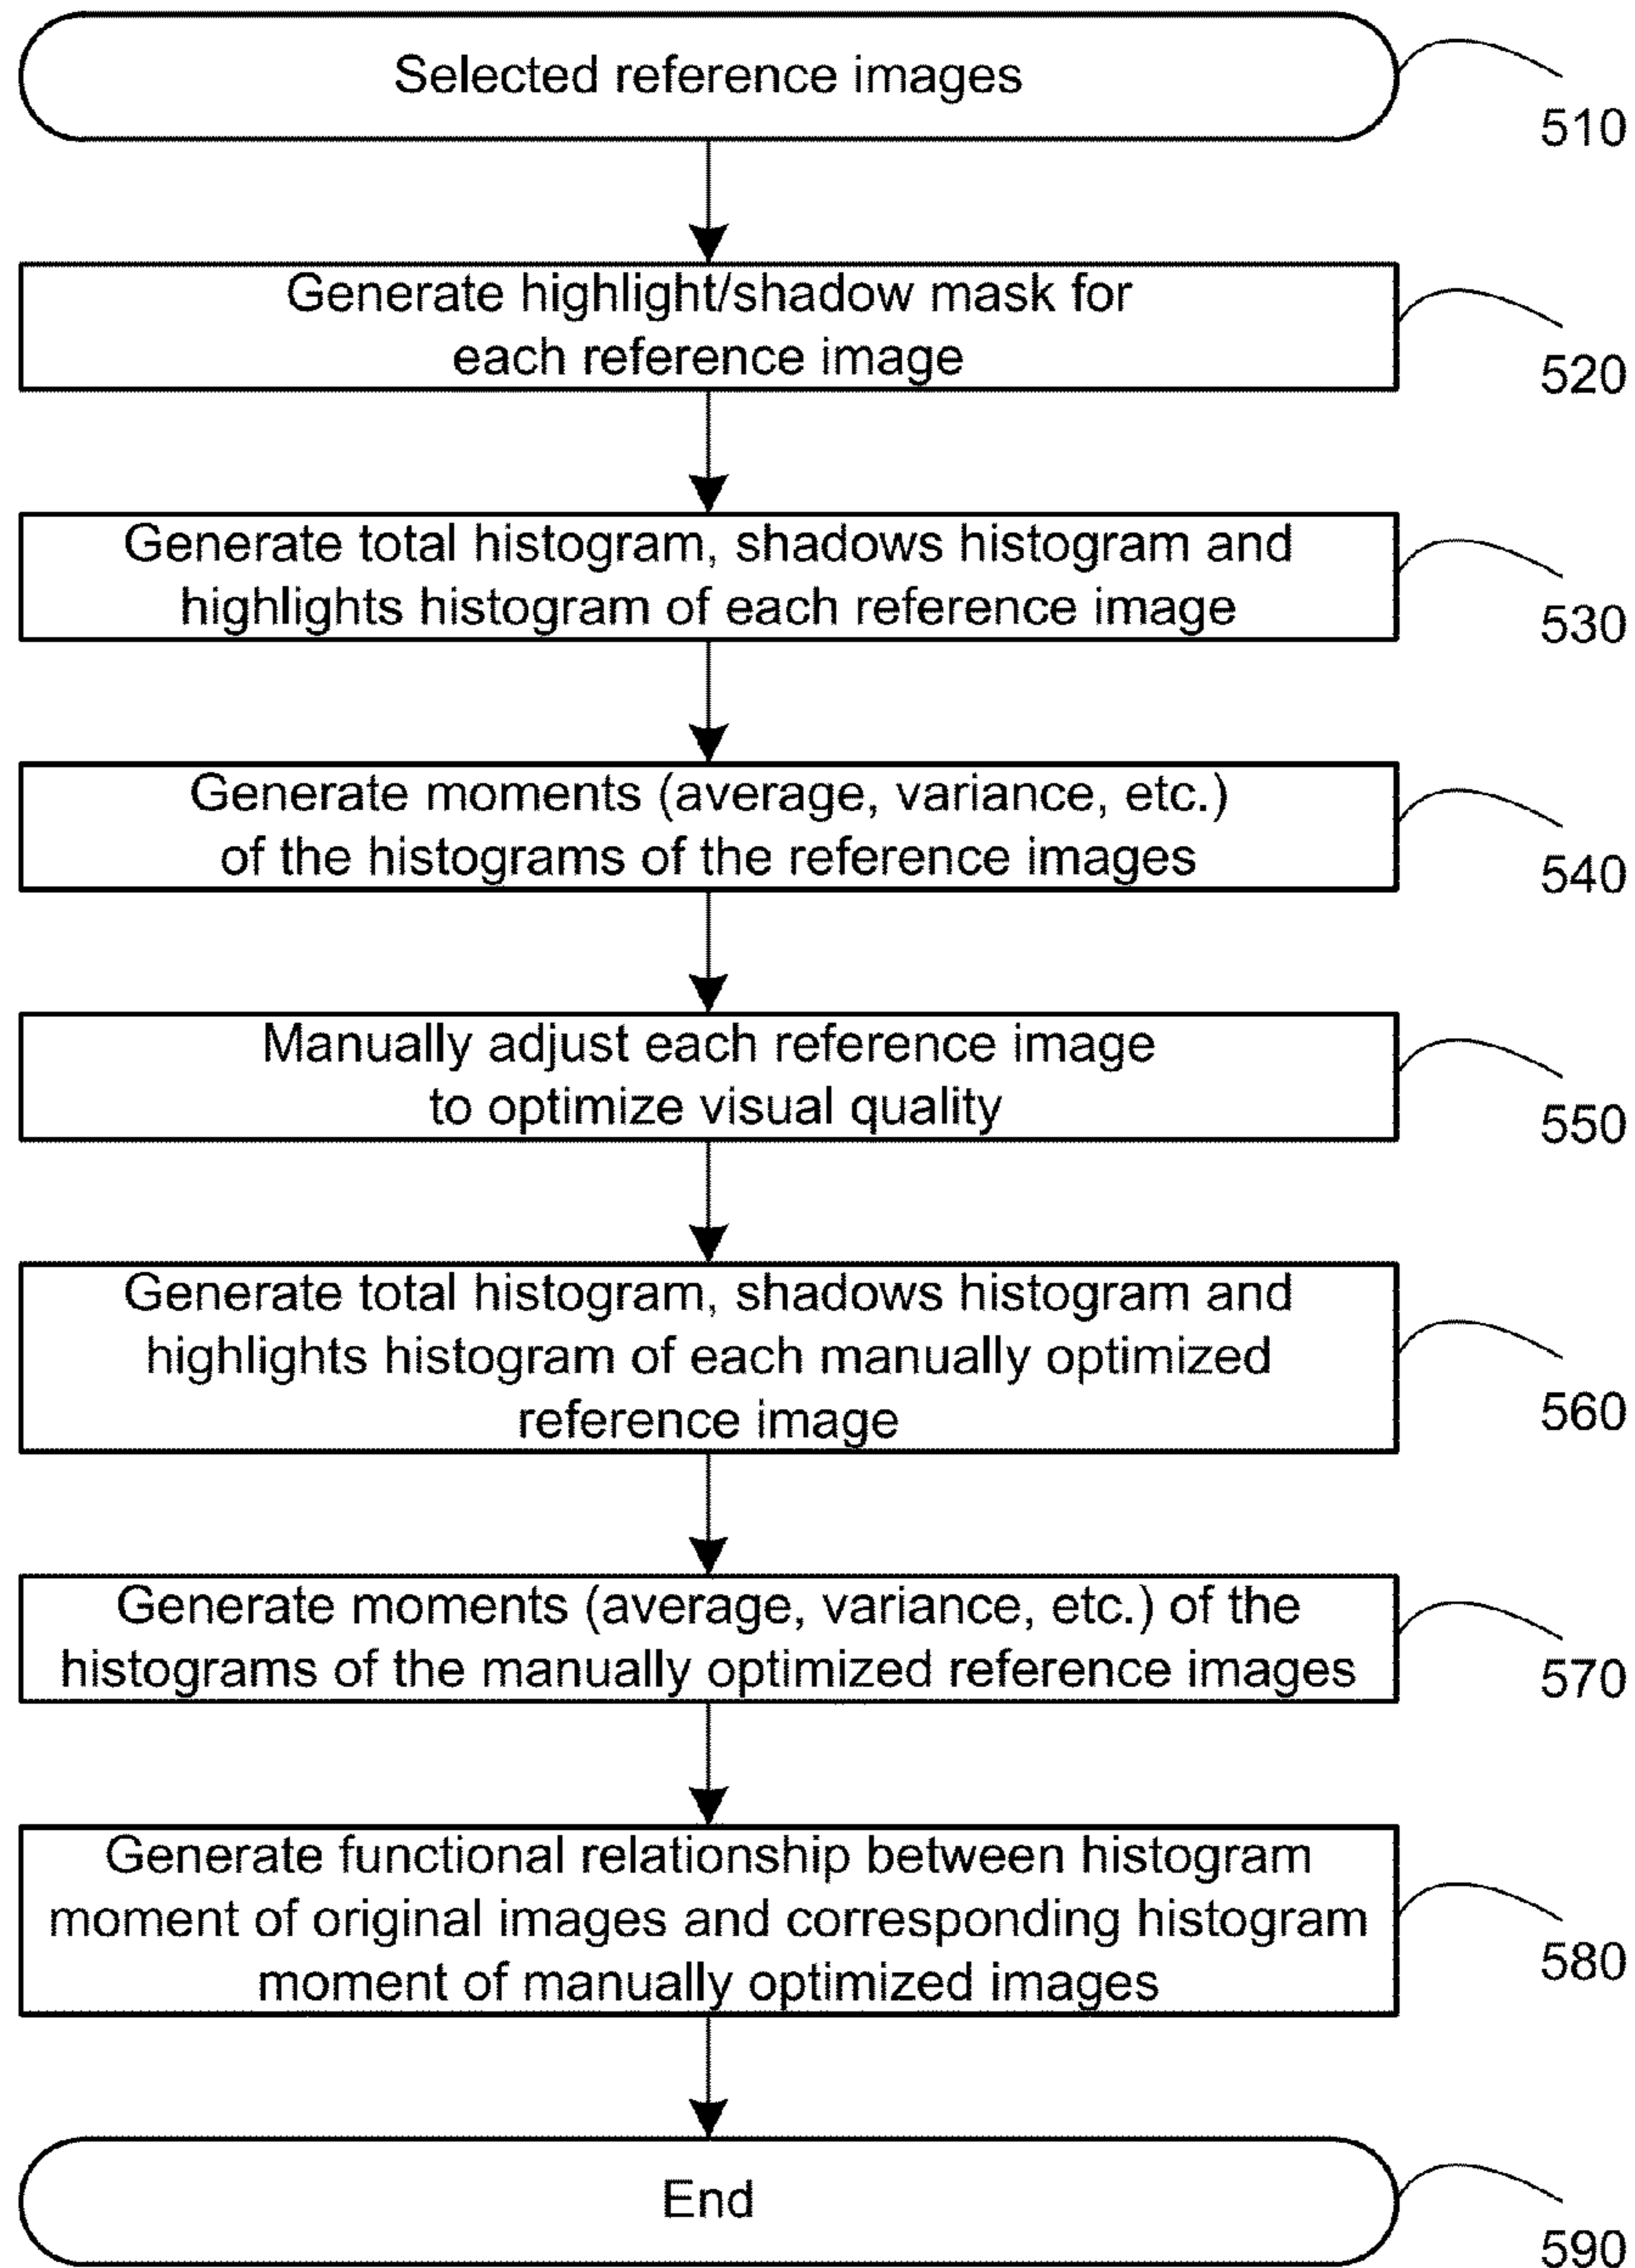 Selected reference images
510
Generate highlight/shadow mask for
each reference image
520
Generate total histogram, shadows histogram and
highlights histogram of each reference image
530
Generate moments (average, variance, etc.)
of the histograms of the reference images
540
Manually adjust each reference image
to optimize visual quality
550
Generate total histogram, shadows histogram and
highlights histogram of each manually optimized
reference image
560
Generate moments (average, variance, etc.) of the
histograms of the manually optimized reference images
570
Generate functional relationship between histogram
moment of original images and corresponding histogram
moment of manually optimized images
580
End
590